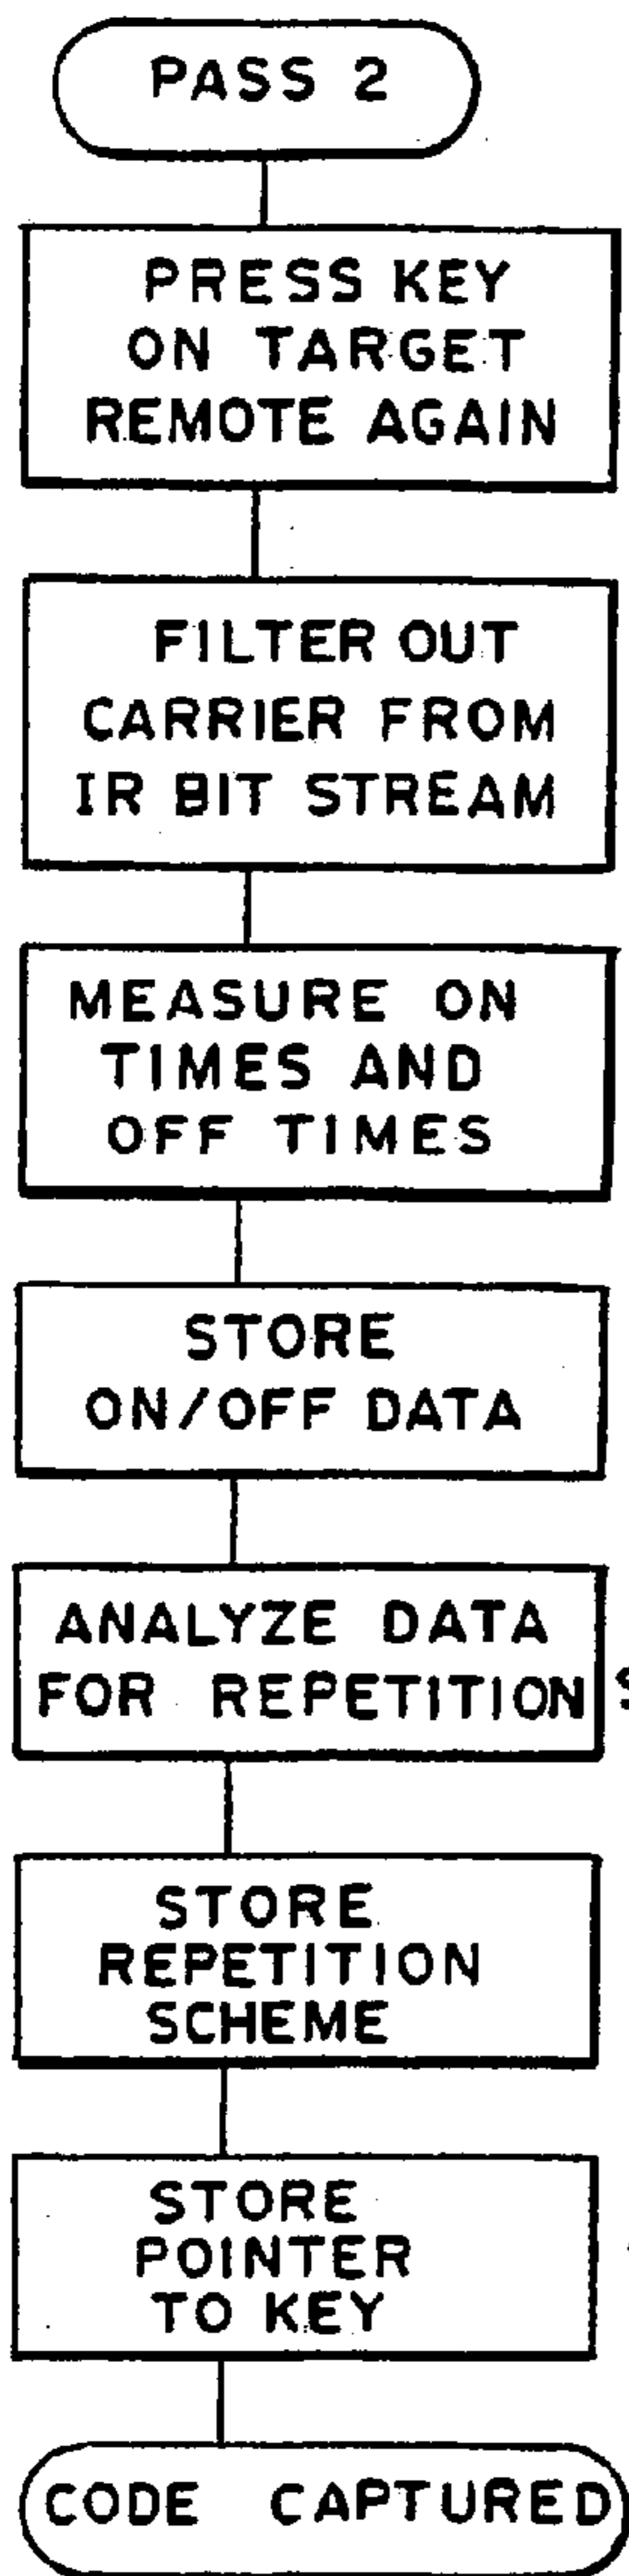 PASS 2
PRESS KEY
ON TARGET
REMOTE AGAIN
FILTER OUT
CARRIER FROM
IR BIT STREAM
MEASURE ON
TIMES AND
OFF TIMES
STORE
ON/OFF DATA
ANALYZE DATA
FOR REPETITION
STORE
REPETITION
SCHEME
STORE
POINTER
TO KEY
CODE CAPTURED